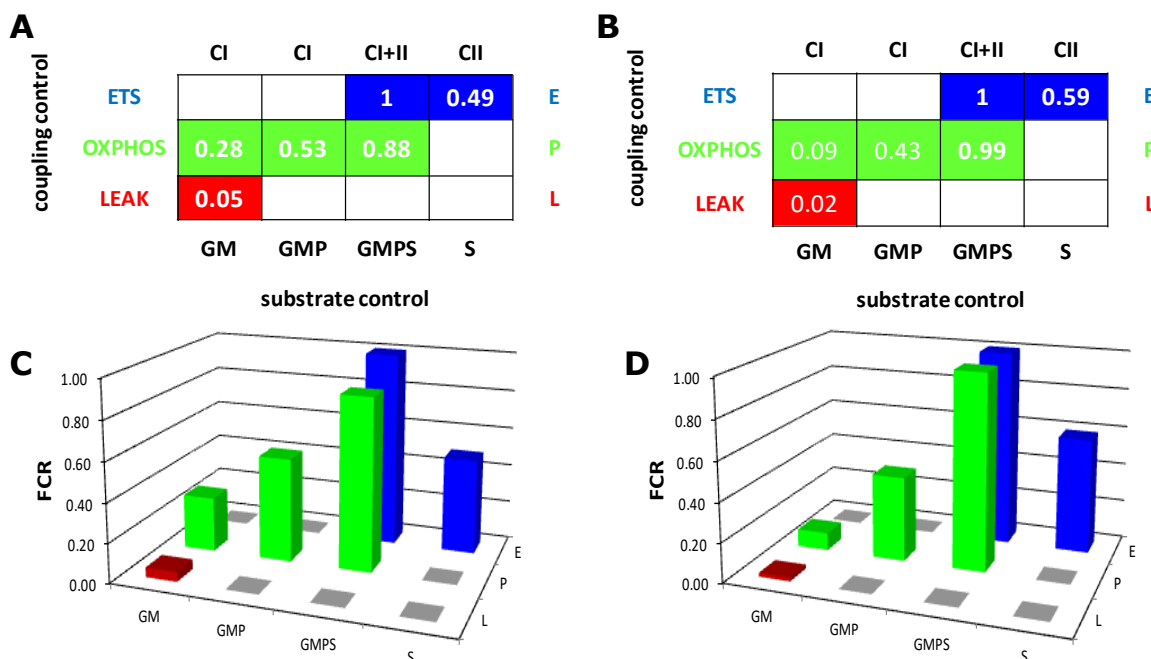 A
CI CI CI+II CII
coupling control
ETS 1 0.49 E
OXPHOS 0.28 0.53 0.88 P
LEAK 0.05 L
GM GMP GMPS S
substrate control
B
CI CI CI+II CII
coupling control
ETS 1 0.59 E
OXPHOS 0.09 0.43 0.99 P
LEAK 0.02 L
GM GMP GMPS S
substrate control
C
FCR
1.00
0.80
0.60
0.40
0.20
0.00
GM
GMP
GMPS
S
E
P
L
D
FCR
1.00
0.80
0.60
0.40
0.20
0.00
GM
GMP
GMPS
S
E
P
L